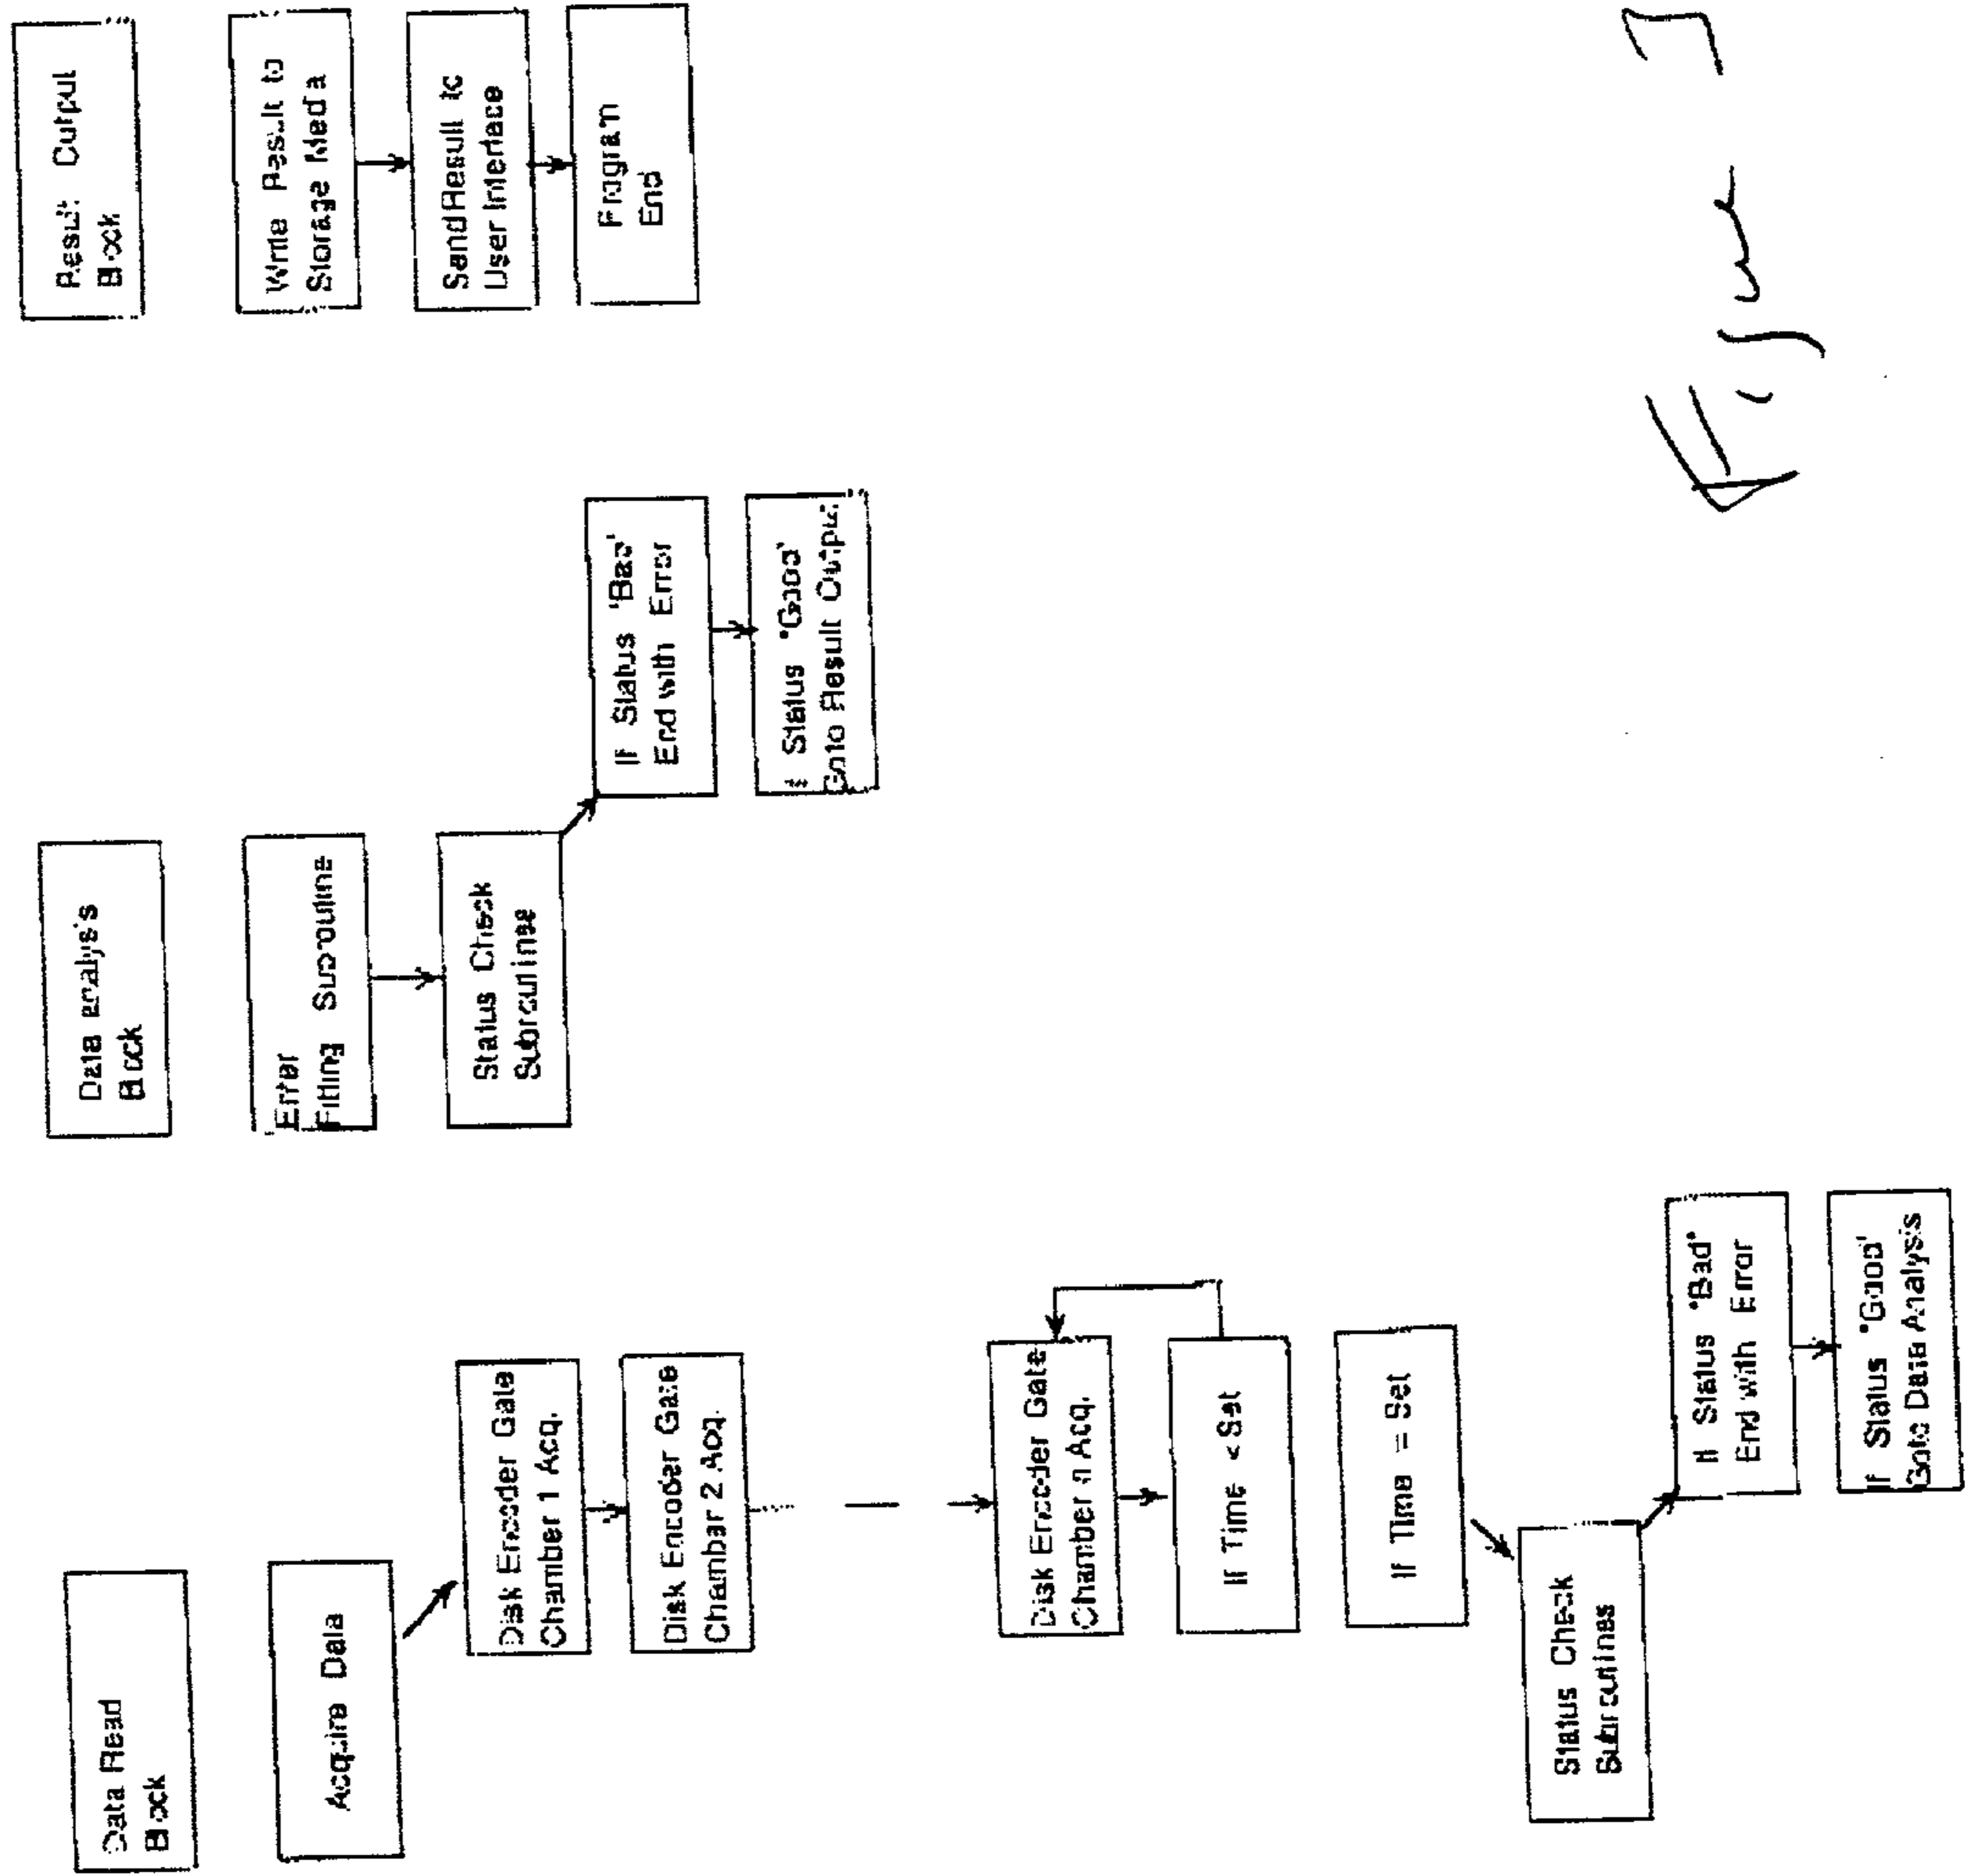 Data Read
Block
Acquire Data
Disk Encoder Gate
Chamber 1 Acq.
Disk Encoder Gate
Chamber 2 Acq.
Disk Encoder Gate
Chamber n Acq.
If Time < Set
If Time = Set
Status Check
Subroutines
If Status "Bad"
End with Error
If Status "Good"
Goto Data Analysis
Data analysis
Block
Enter
Fitting Subroutine
Status Check
Subroutines
If Status "Bad"
End with Error
If Status "Good"
Goto Result Output
Result Output
Block
Write Result to
Storage Media
Send Result to
User Interface
Program
End
Figure